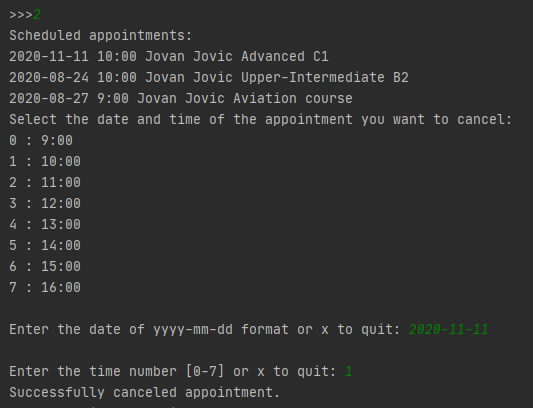 >>>2
Scheduled appointments:
2020-11-11 10:00 Jovan Jovic Advanced C1
2020-08-24 10:00 Jovan Jovic Upper-Intermediate B2
2020-08-27 9:00 Jovan Jovic Aviation course
Select the date and time of the appointment you want to cancel:
0 : 9:00
1 : 10:00
2 : 11:00
3 : 12:00
4 : 13:00
5 : 14:00
6 : 15:00
7 : 16:00
Enter the date of yyyy-mm-dd format or x to quit: 2020-11-11
Enter the time number [0-7] or x to quit: 1
Successfully canceled appointment.